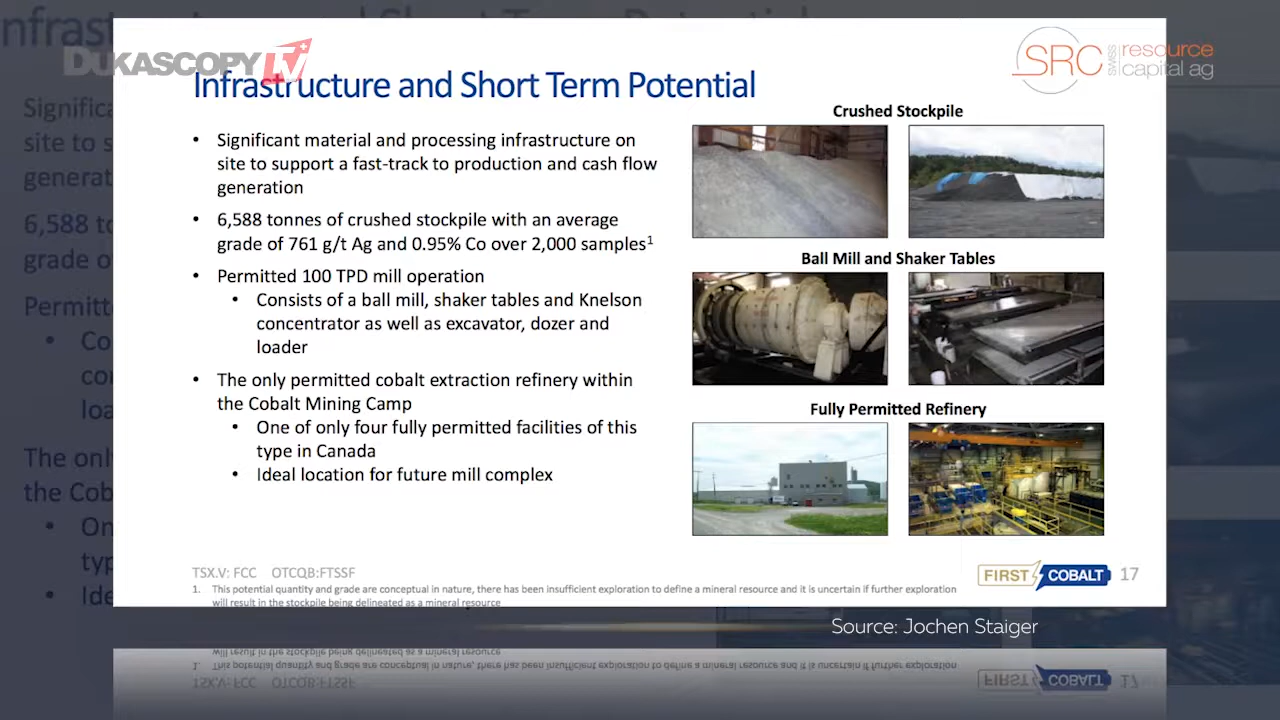 DUKASCOPY TV
SRC SWISS resource capital ag
Infrastructure and Short Term Potential
• Significant material and processing infrastructure on
site to support a fast-track to production and cash flow
generation
• 6,588 tonnes of crushed stockpile with an average
grade of 761 g/t Ag and 0.95% Co over 2,000 samples¹
• Permitted 100 TPD mill operation
• Consists of a ball mill, shaker tables and Knelson
concentrator as well as excavator, dozer and
loader
• The only permitted cobalt extraction refinery within
the Cobalt Mining Camp
• One of only four fully permitted facilities of this
type in Canada
• Ideal location for future mill complex
Crushed Stockpile
Ball Mill and Shaker Tables
Fully Permitted Refinery
TSX.V: FCC OTCQB:FTSSF
FIRST COBALT 17
1. This potential quantity and grade are conceptual in nature, there has been insufficient exploration to define a mineral resource and it is uncertain if further exploration
will result in the stockpile being delineated as a mineral resource
Source: Jochen Staiger